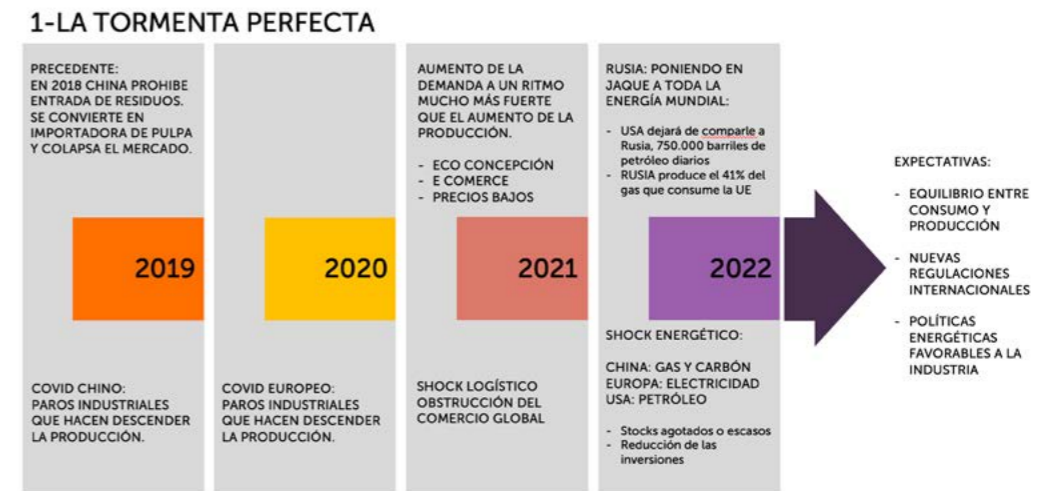 1-LA TORMENTA PERFECTA
PRECEDENTE:
EN 2018 CHINA PROHIBE
ENTRADA DE RESIDUOS.
SE CONVIERTE EN
IMPORTADORA DE PULPA
Y COLAPSA EL MERCADO.
2019
COVID CHINO:
PAROS INDUSTRIALES
QUE HACEN DESCENDER
LA PRODUCCIÓN.
2020
COVID EUROPEO:
PAROS INDUSTRIALES
QUE HACEN DESCENDER
LA PRODUCCIÓN.
AUMENTO DE LA
DEMANDA A UN RITMO
MUCHO MÁS FUERTE
QUE EL AUMENTO DE LA
PRODUCCIÓN.
- ECO CONCEPCIÓN
- E COMERCE
- PRECIOS BAJOS
2021
SHOCK LOGÍSTICO
OBSTRUCCIÓN DEL
COMERCIO GLOBAL
RUSIA: PONIENDO EN
JAQUE A TODA LA
ENERGÍA MUNDIAL:
- USA dejará de comparle a
Rusia, 750.000 barriles de
petróleo diarios
- RUSIA produce el 41% del
gas que consume la UE
2022
SHOCK ENERGÉTICO:
CHINA: GAS Y CARBÓN
EUROPA: ELECTRICIDAD
USA: PETRÓLEO
- Stocks agotados o escasos
- Reducción de las
inversiones
EXPECTATIVAS:
- EQUILIBRIO ENTRE
CONSUMO Y
PRODUCCIÓN
- NUEVAS
REGULACIONES
INTERNACIONALES
- POLÍTICAS
ENERGÉTICAS
FAVORABLES A LA
INDUSTRIA